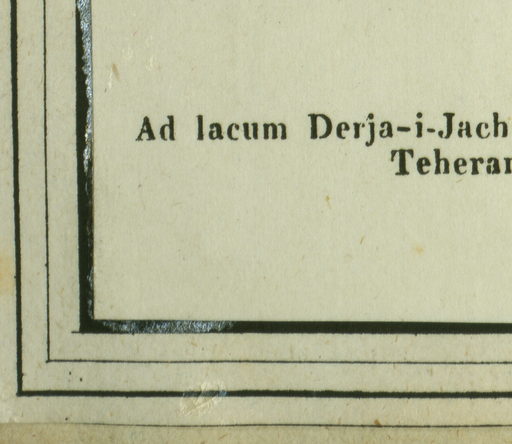 Ad lacum Derja-i-Jach
Teheran